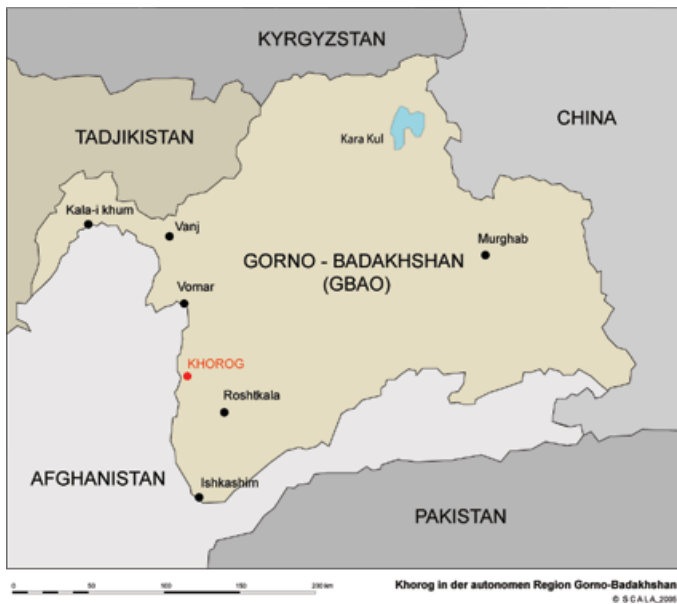 KYRGYZSTAN
CHINA
Kara Kul
TADJIKISTAN
Kala-i khum
Vanj
Murghab
GORNO - BADAKHSHAN
(GBAO)
Vomar
KHOROG
Roshtkala
AFGHANISTAN
Ishkashim
PAKISTAN
0 50 100 150 200 km
Khorog in der autonomen Region Gorno-Badakhshan
© SCALA_2005